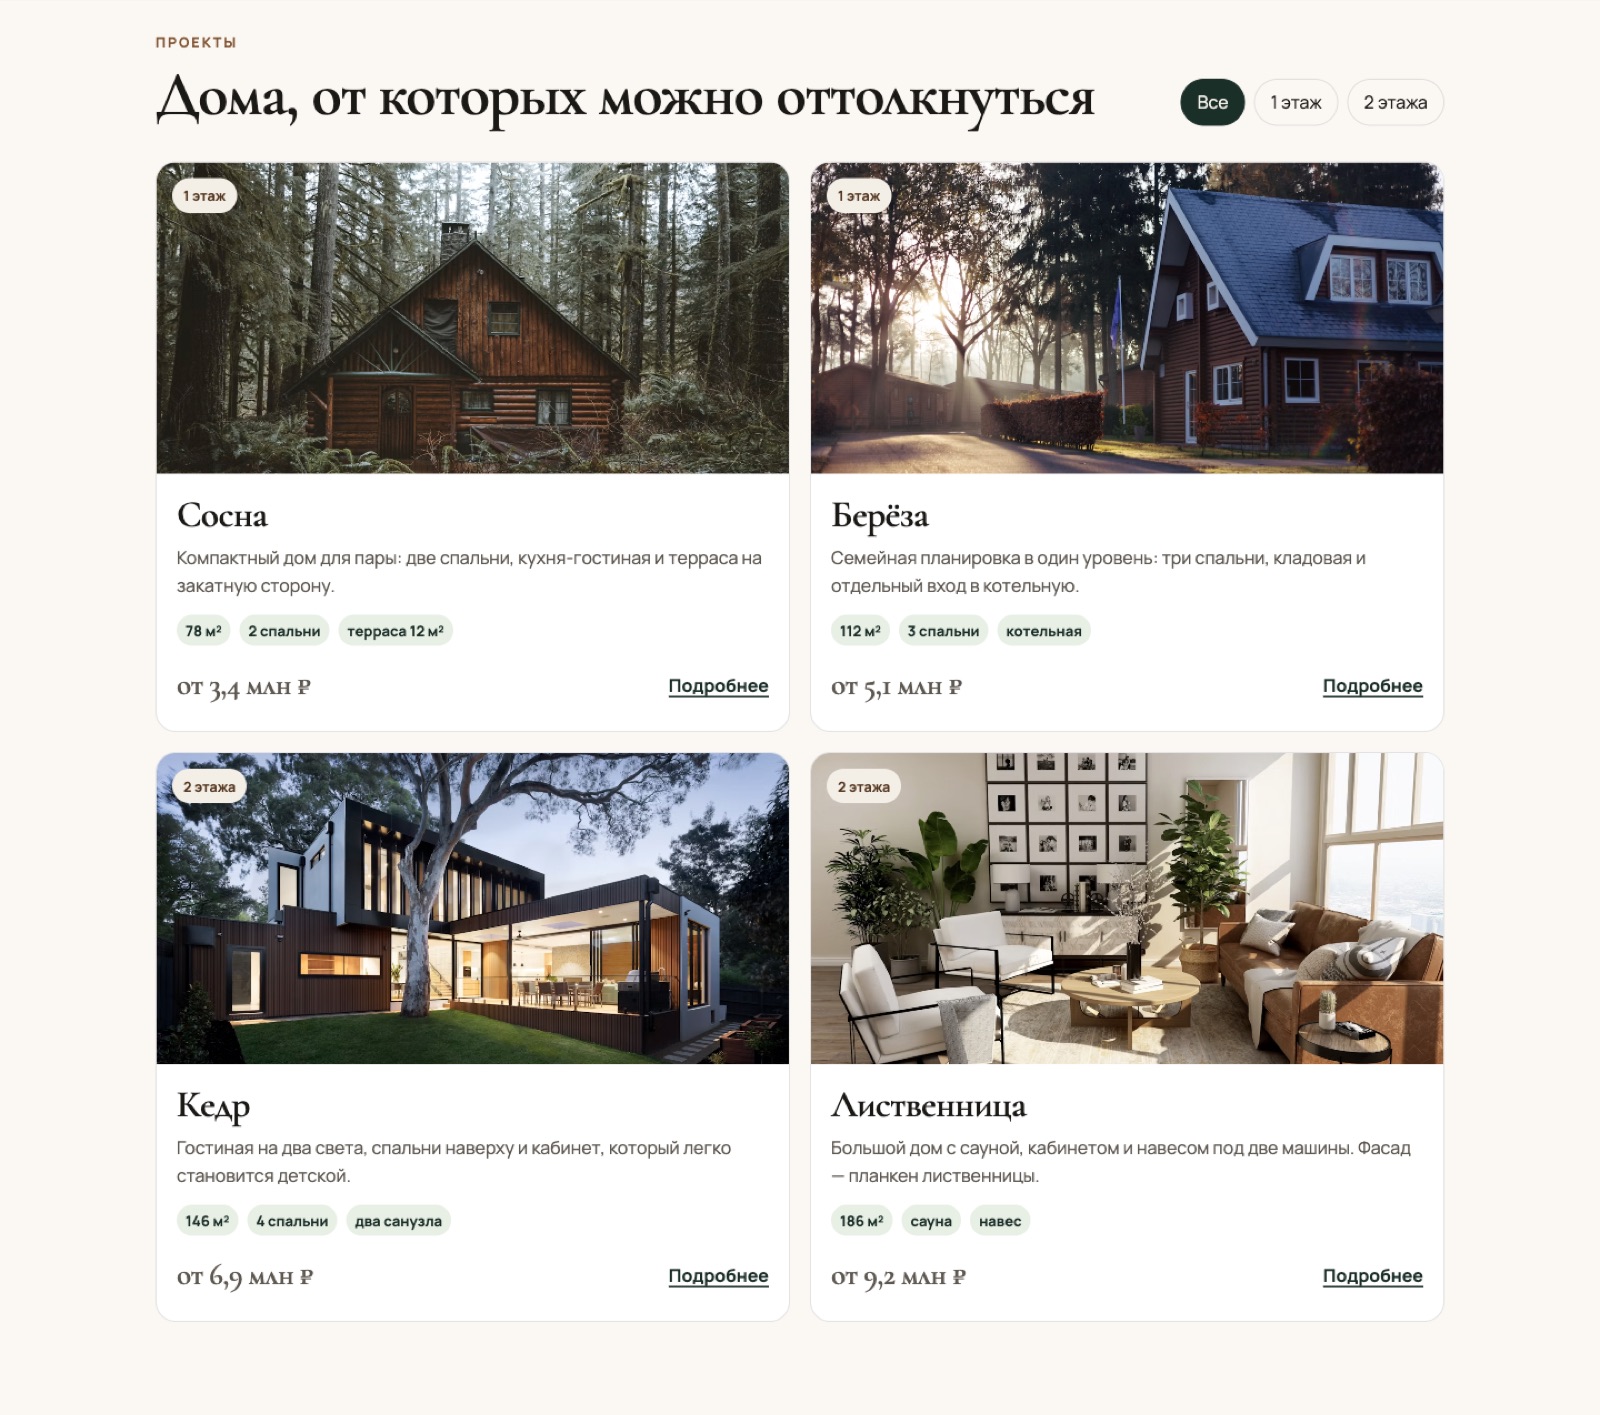 ПРОЕКТЫ
Дома, от которых можно оттолкнуться
Все
1 этаж
2 этажа
1 этаж
Сосна
Компактный дом для пары: две спальни, кухня-гостиная и терраса на
закатную сторону.
78 м²
2 спальни
терраса 12 м²
от 3,4 млн ₽
Подробнее
1 этаж
Берёза
Семейная планировка в один уровень: три спальни, кладовая и
отдельный вход в котельную.
112 м²
3 спальни
котельная
от 5,1 млн ₽
Подробнее
2 этажа
Кедр
Гостиная на два света, спальни наверху и кабинет, который легко
становится детской.
146 м²
4 спальни
два санузла
от 6,9 млн ₽
Подробнее
2 этажа
Лиственница
Большой дом с сауной, кабинетом и навесом под две машины. Фасад
— планкен лиственницы.
186 м²
сауна
навес
от 9,2 млн ₽
Подробнее